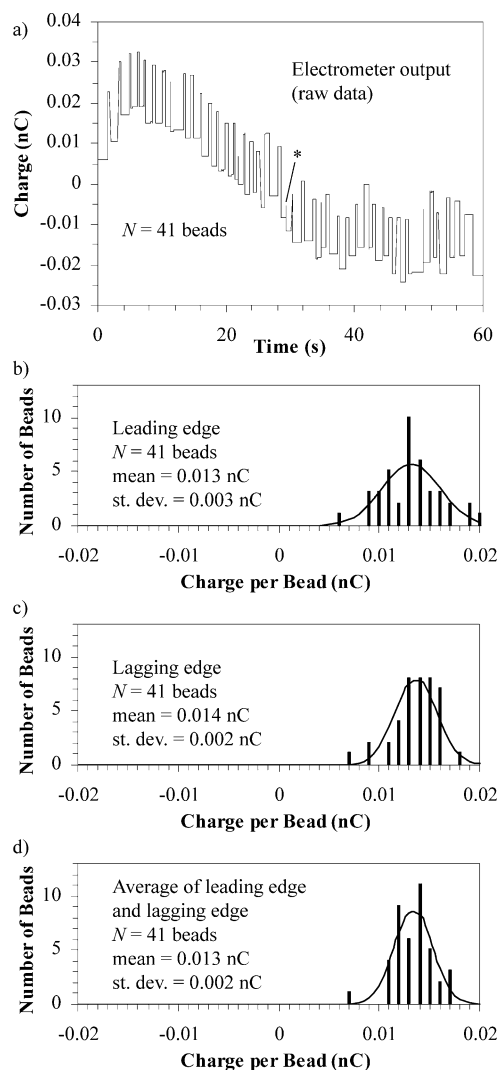 a)
0.04
0.03
0.02
0.01
0
-0.01
-0.02
-0.03
Charge (nC)
Electrometer output
(raw data)
*
N = 41 beads
0
20
40
60
Time (s)
b)
10
5
0
Number of Beads
Leading edge
N = 41 beads
mean = 0.013 nC
st. dev. = 0.003 nC
-0.02
-0.01
0
0.01
0.02
Charge per Bead (nC)
c)
10
5
0
Number of Beads
Lagging edge
N = 41 beads
mean = 0.014 nC
st. dev. = 0.002 nC
-0.02
-0.01
0
0.01
0.02
Charge per Bead (nC)
d)
10
5
0
Number of Beads
Average of leading edge
and lagging edge
N = 41 beads
mean = 0.013 nC
st. dev. = 0.002 nC
-0.02
-0.01
0
0.01
0.02
Charge per Bead (nC)